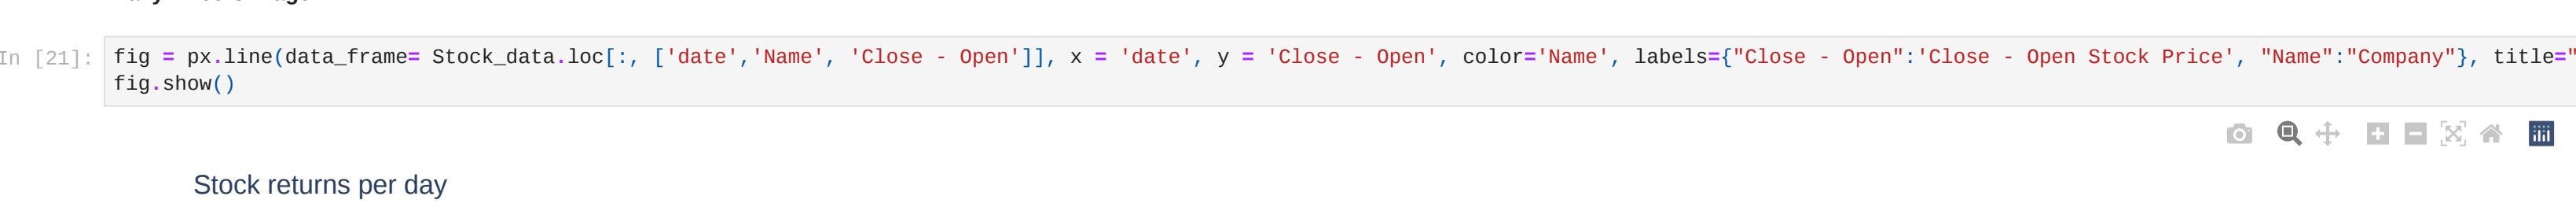 In [21]:
fig = px.line(data_frame= Stock_data.loc[:, ['date','Name', 'Close - Open']], x = 'date', y = 'Close - Open', color='Name', labels={"Close - Open":'Close - Open Stock Price', "Name":"Company"}, title="
fig.show()
Stock returns per day